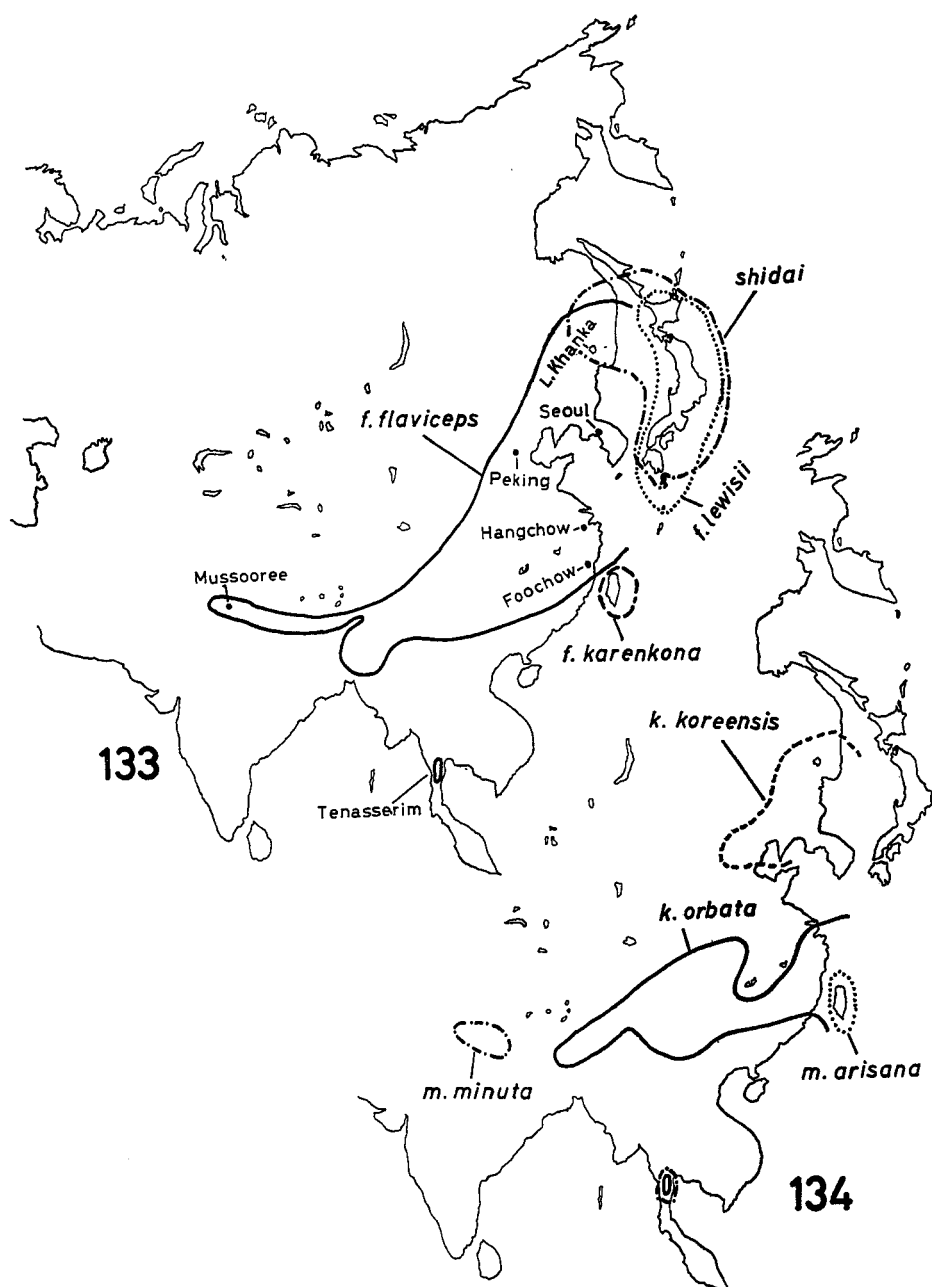 shidai
L. Khanka
Seoul
f. flaviceps
Peking
f. lewisii
Hangchow
Mussooree
Foochow
f. karenkona
k. koreensis
133
Tenasserim
k. orbata
m. arisana
m. minuta
134